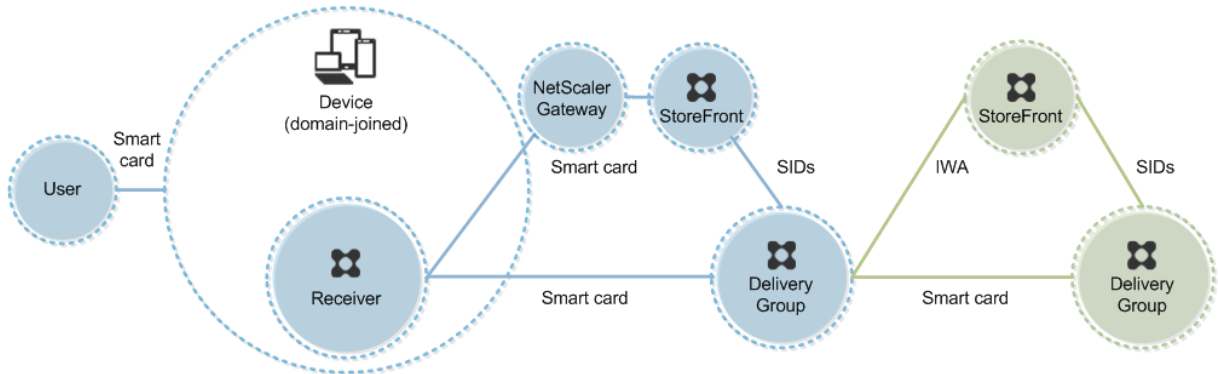 User
Smart
card
Device
(domain-joined)
Receiver
NetScaler
Gateway
StoreFront
Smart card
SIDs
Smart card
Delivery
Group
IWA
StoreFront
SIDs
Smart card
Delivery
Group